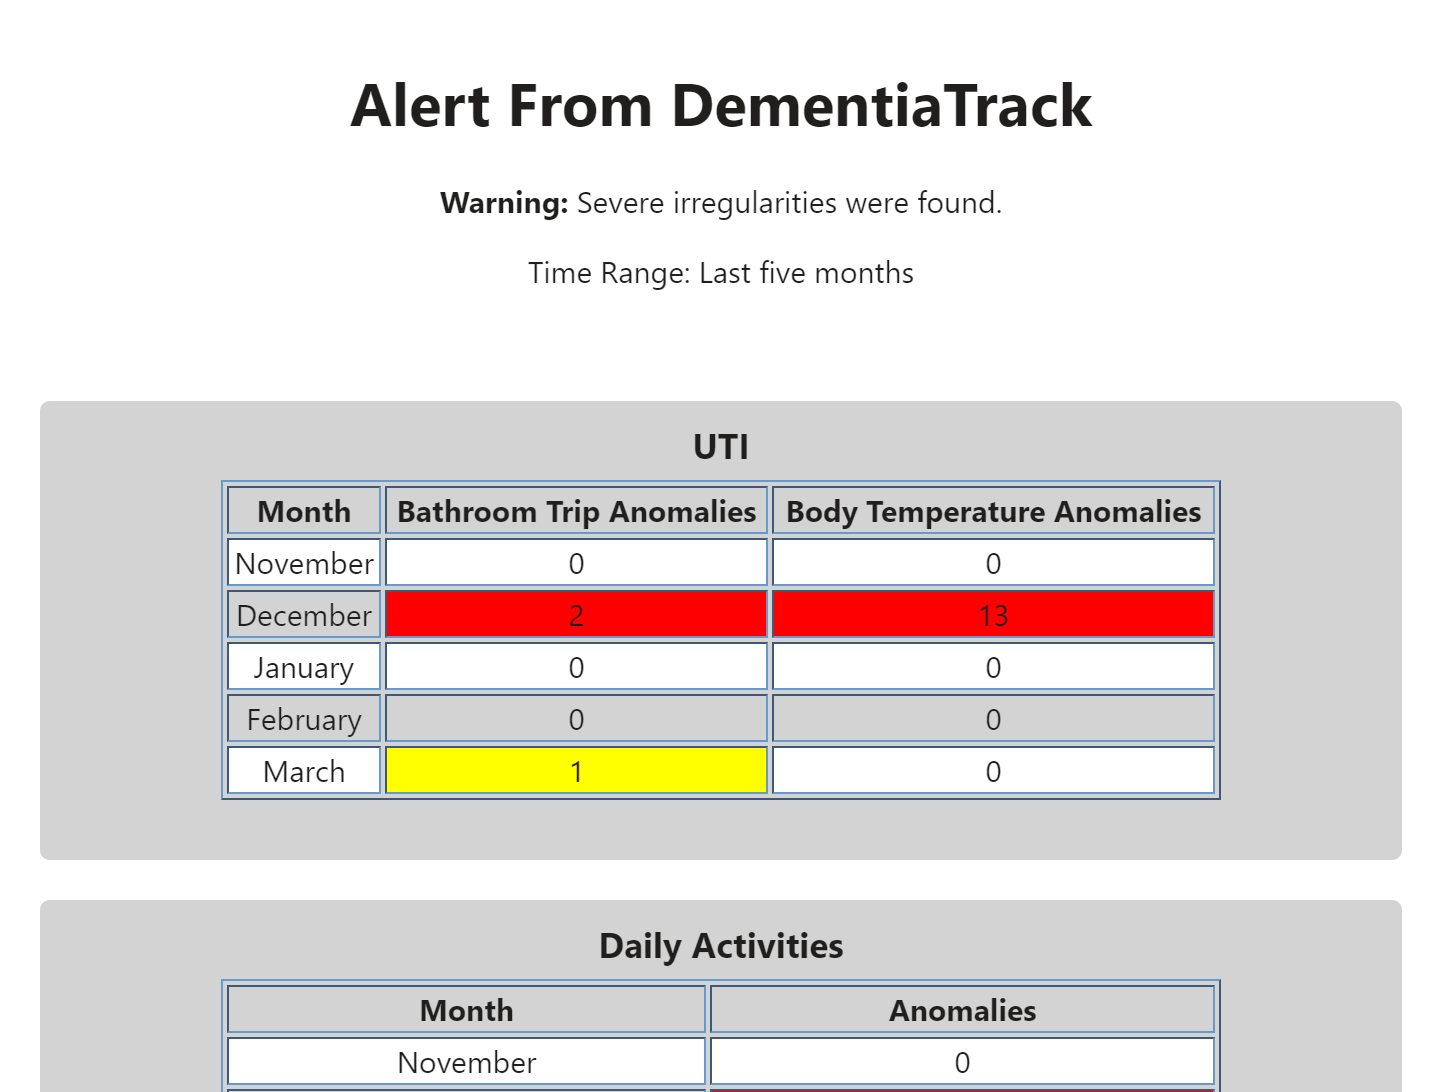 Alert From DementiaTrack
Warning: Severe irregularities were found.
Time Range: Last five months
UTI
Month Bathroom Trip Anomalies Body Temperature Anomalies
November 0 0
December 2 13
January 0 0
February 0 0
March 1 0
Daily Activities
Month Anomalies
November 0